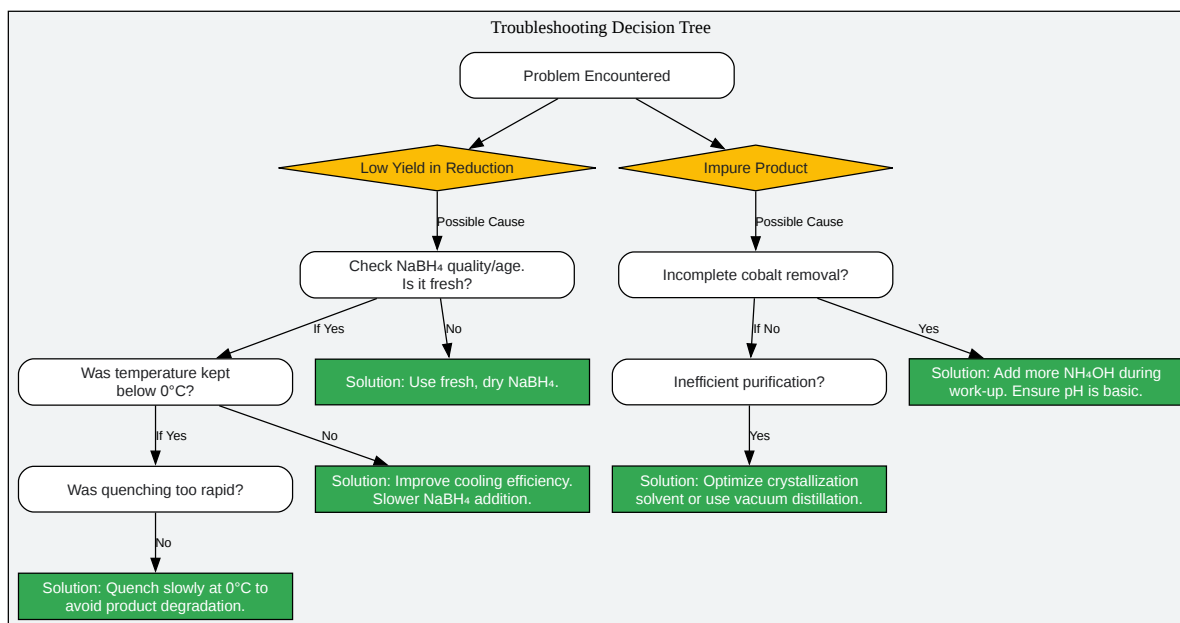 Troubleshooting Decision Tree
Problem Encountered
Low Yield in Reduction
Impure Product
Possible Cause
Possible Cause
Check NaBH₄ quality/age.
Is it fresh?
Incomplete cobalt removal?
If Yes
No
If No
Yes
Was temperature kept
below 0°C?
Solution: Use fresh, dry NaBH₄.
Inefficient purification?
Solution: Add more NH₄OH during
work-up. Ensure pH is basic.
If Yes
No
Yes
Was quenching too rapid?
Solution: Improve cooling efficiency.
Slower NaBH₄ addition.
Solution: Optimize crystallization
solvent or use vacuum distillation.
No
Solution: Quench slowly at 0°C to
avoid product degradation.